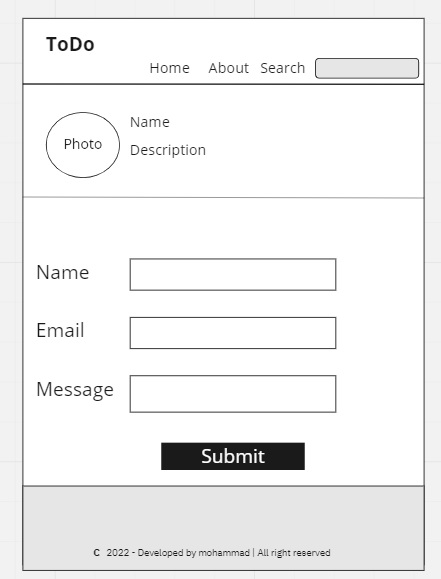 ToDo
Home About Search
Photo
Name
Description
Name
Email
Message
Submit
C 2022 - Developed by mohammad | All right reserved